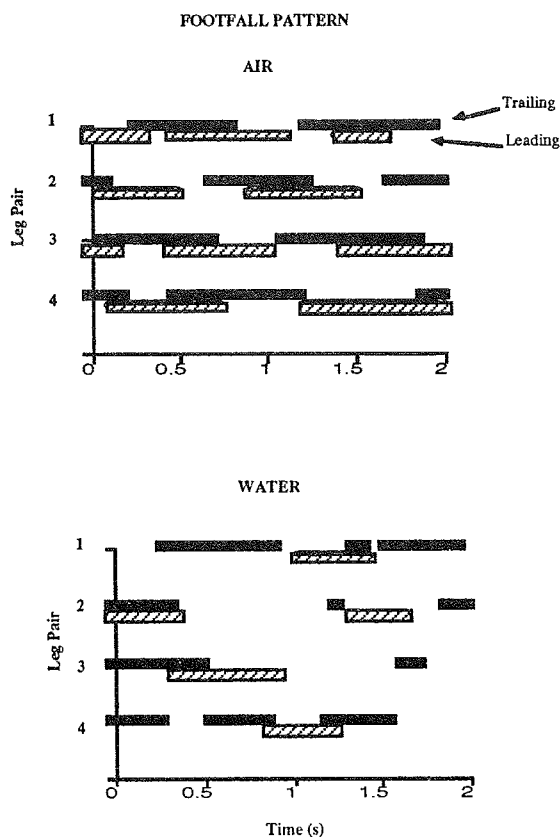 FOOTFALL PATTERN
AIR
Trailing
Leading
Leg Pair
1
2
3
4
0 0.5 1 1.5 2
WATER
Leg Pair
1
2
3
4
0 0.5 1 1.5 2
Time (s)